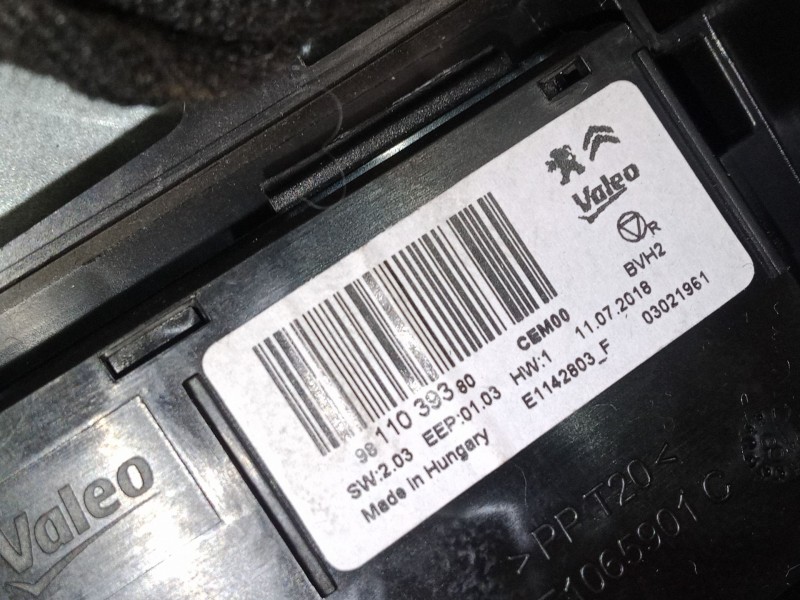 Valeo
R
BVH2
98 110 393 80
CEM00
SW:2.03 EEP:01.03 HW:1 11.07.2018
Made in Hungary E1142803_F 03021961
Valeo
>PP T20<
1065901 C